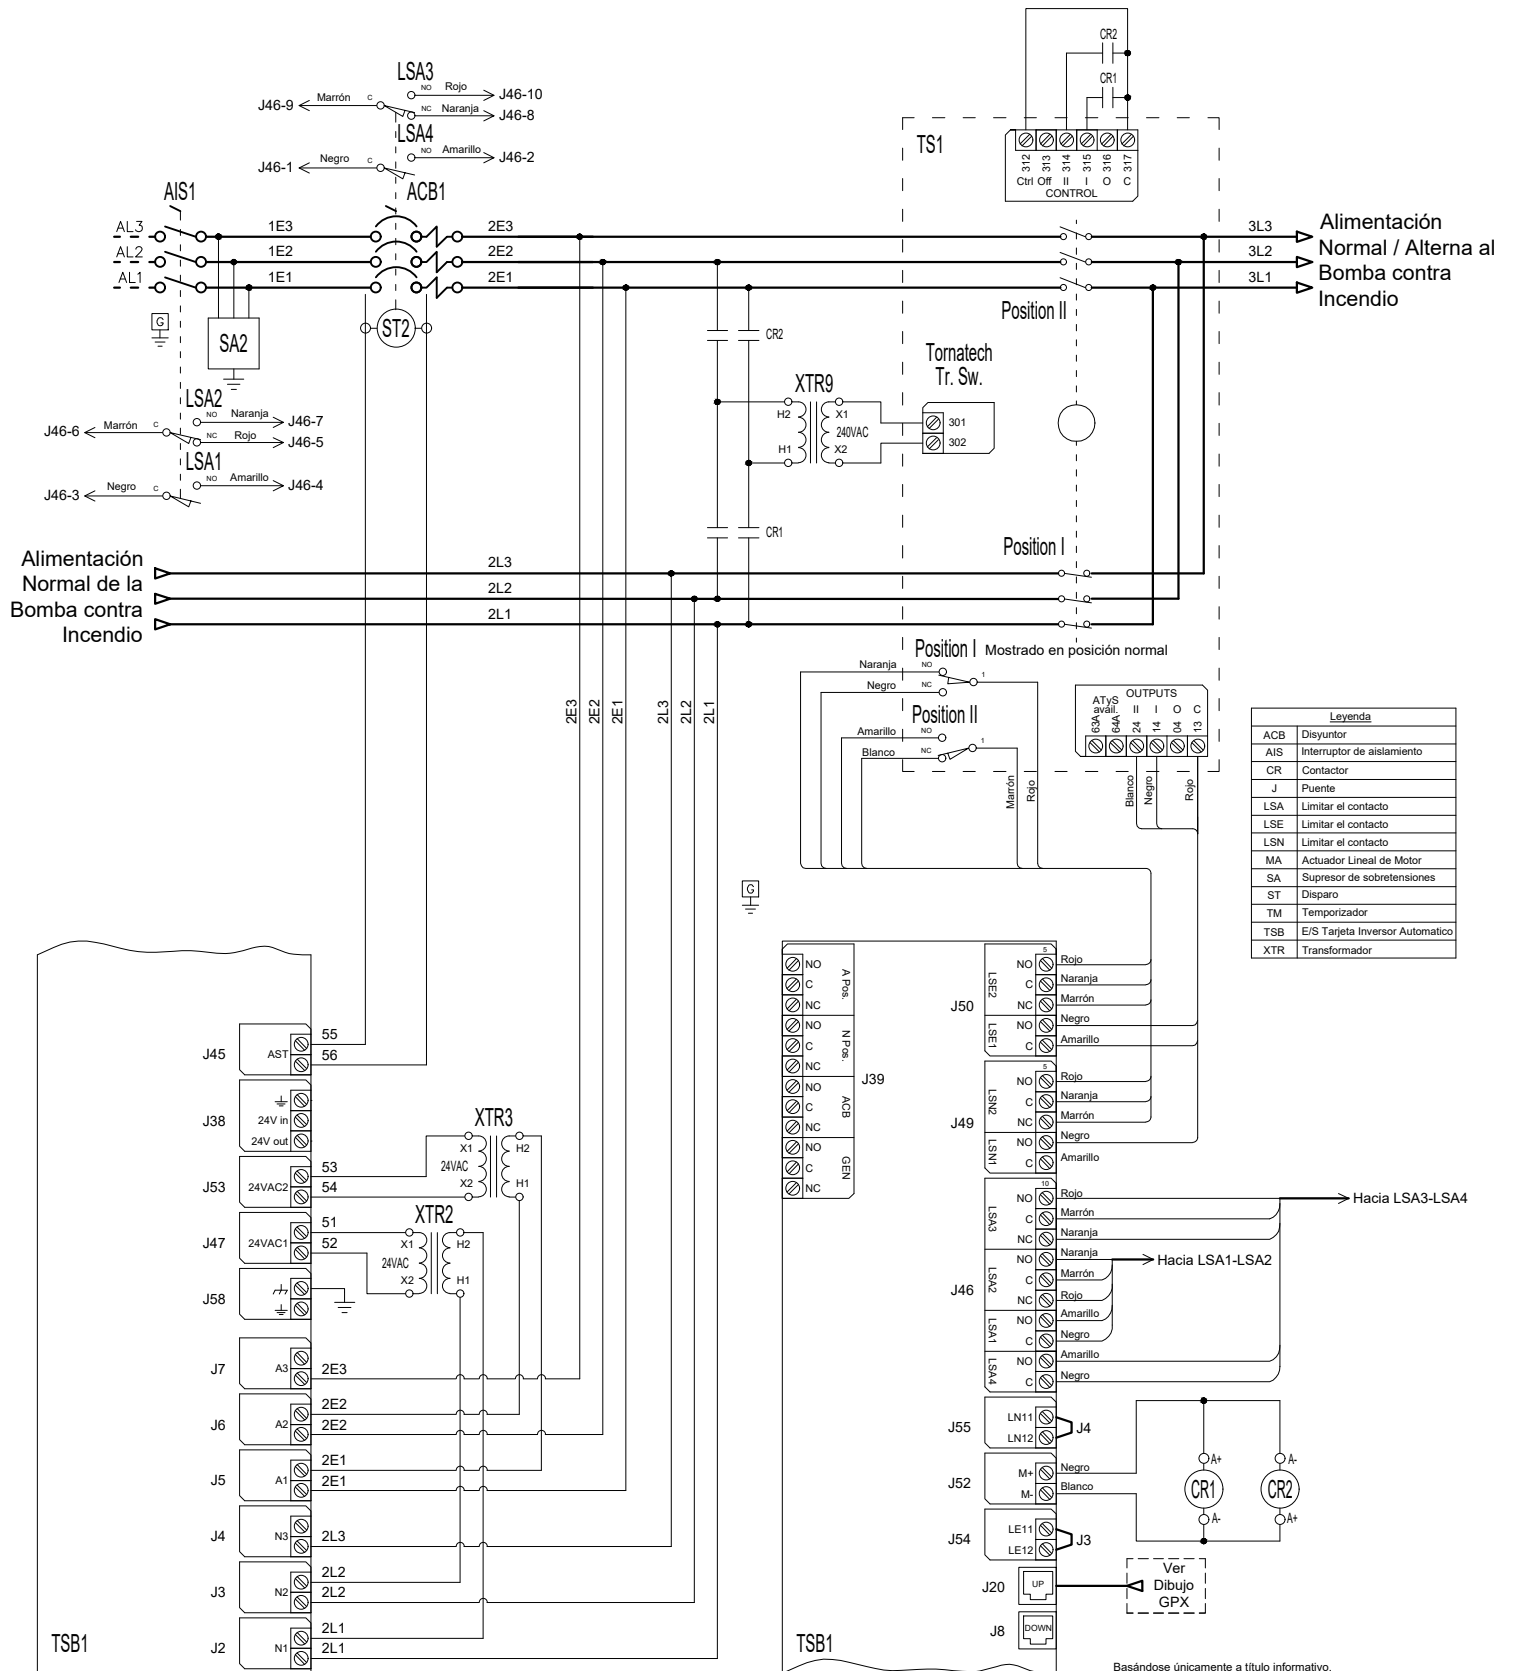 CR2
CR1
TS1
312 313 314 315 316 317
Ctrl Off II I O C
CONTROL
LSA3
J46-9 Marrón C NO Rojo J46-10
NC Naranja J46-8
LSA4
J46-1 Negro C NO Amarillo J46-2
AIS1
ACB1
AL3 1E3 2E3 3L3
AL2 1E2 2E2 3L2
AL1 1E1 2E1 3L1
Alimentación
Normal / Alterna al
Bomba contra
Incendio
G
SA2
ST2
Position II
CR2
Tornatech
Tr. Sw.
XTR9
H2 X1
240VAC
H1 X2
301
302
LSA2
J46-6 Marrón C NO Naranja J46-7
NC Rojo J46-5
LSA1
J46-3 Negro C NO Amarillo J46-4
CR1
Position I
Alimentación
Normal de la
Bomba contra
Incendio
2L3
2L2
2L1
Position I Mostrado en posición normal
Naranja NO 1
Negro NC
Position II
Amarillo NO 1
Blanco NC
Marrón
Rojo
OUTPUTS
ATyS
avail. II I O C
63A 64A 24 14 04 13
Blanco
Negro
Rojo
2E3
2E2
2E1
2L3
2L2
2L1
Leyenda
ACB Disyuntor
AIS Interruptor de aislamiento
CR Contactor
J Puente
LSA Limitar el contacto
LSE Limitar el contacto
LSN Limitar el contacto
MA Actuador Lineal de Motor
SA Supresor de sobretensiones
ST Disparo
TM Temporizador
TSB E/S Tarjeta Inversor Automatico
XTR Transformador
G
J45 AST 55
56
J38
24V in
24V out
J53 24VAC2 53
54
XTR3
X1 H2
24VAC
X2 H1
J47 24VAC1 51
52
XTR2
X1 H2
24VAC
X2 H1
J58
J7 A3 2E3
J6 A2 2E2
2E2
J5 A1 2E1
2E1
J4 N3 2L3
J3 N2 2L2
2L2
J2 N1 2L1
2L1
TSB1
J39
A Pos. NO
C
NC
N Pos. NO
C
NC
ACB NO
C
NC
GEN NO
C
NC
J50
5
LSE2 NO Rojo
C Naranja
NC Marrón
LSE1 NO Negro
C Amarillo
J49
5
LSN2 NO Rojo
C Naranja
NC Marrón
LSN1 NO Negro
C Amarillo
J46
10
LSA3 NO Rojo
C Marrón
NC Naranja
LSA2 NO Naranja
C Marrón
NC Rojo
LSA1 NO Amarillo
C Negro
LSA4 NO Amarillo
C Negro
Hacia LSA3-LSA4
Hacia LSA1-LSA2
J55 LN11
LN12
J4
J52 M+ Negro
M- Blanco
A+ A-
CR1 CR2
A- A+
J54 LE11
LE12
J3
J20 UP
Ver
Dibujo
GPX
J8 DOWN
TSB1
Basándose únicamente a título informativo.